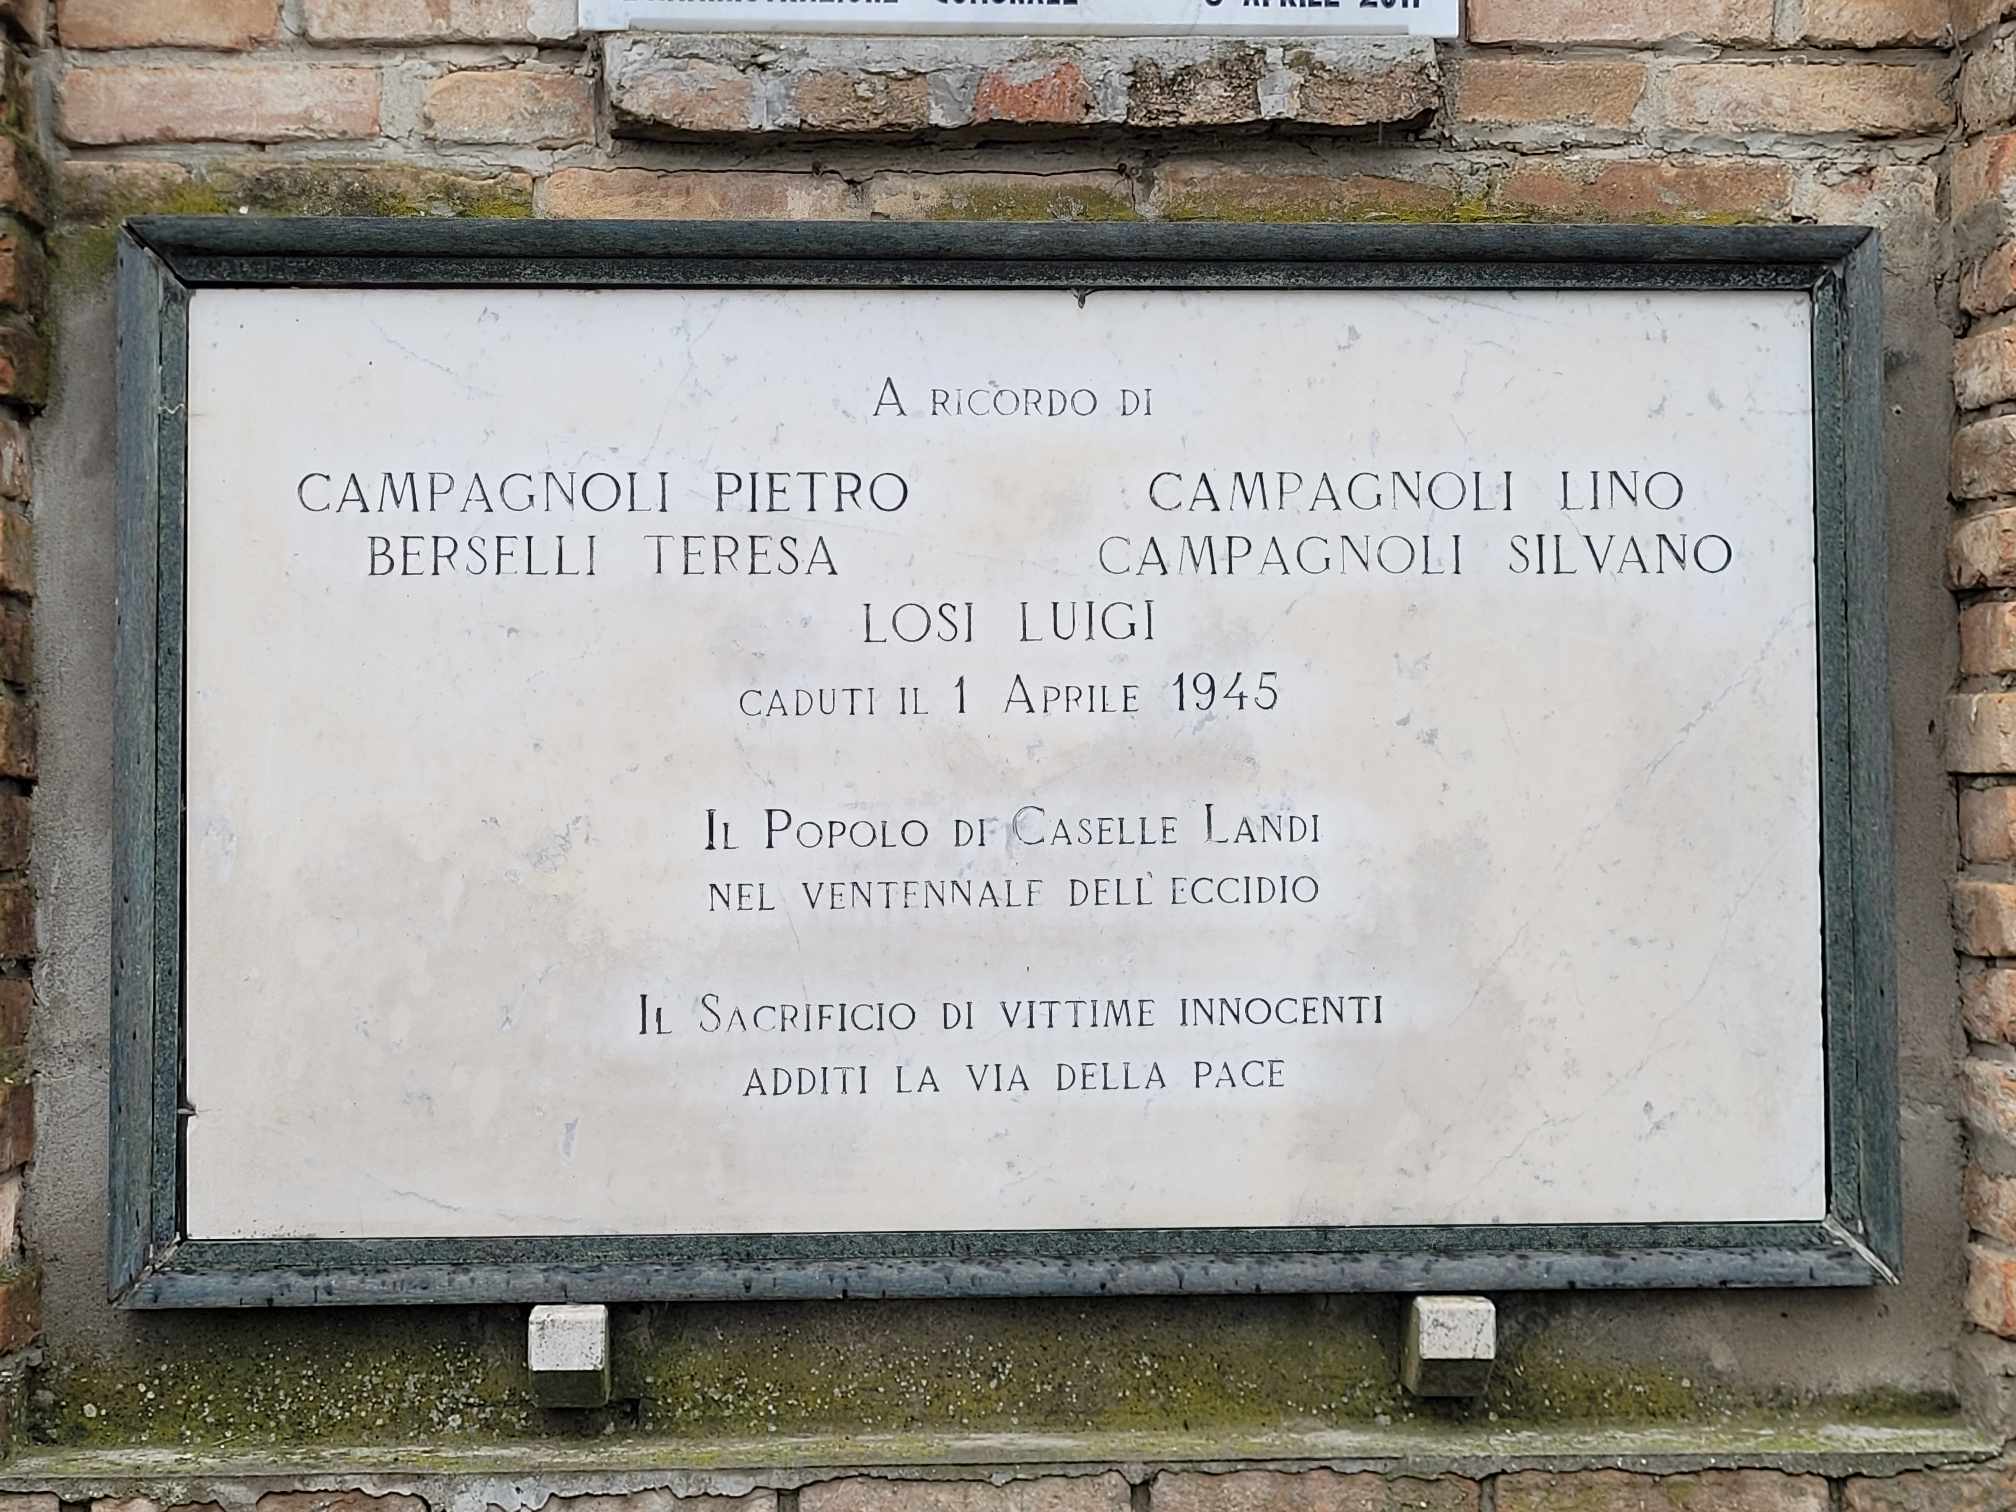 A RICORDO DI
CAMPAGNOLI PIETRO CAMPAGNOLI LINO
BERSELLI TERESA CAMPAGNOLI SILVANO
LOSI LUIGI
CADUTI IL 1 APRILE 1945
IL POPOLO DI CASELLE LANDI
NEL VENTENNALE DELL' ECCIDIO
IL SACRIFICIO DI VITTIME INNOCENTI
ADDITI LA VIA DELLA PACE